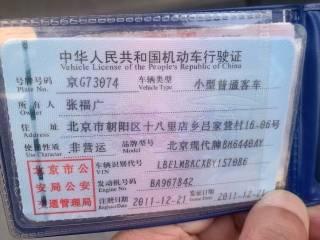 中华人民共和国机动车行驶证
Vehicle License of the People's Republic of China
号牌号码 京G73074 车辆类型 小型普通客车
Plate No. Vehicle Type
所有人 张福广
Owner
住址 北京市朝阳区十八里店乡吕家营村16-06号
Address
使用性质 非营运 品牌型号 北京现代牌BH6440AY
Use Character Model
北京市公安局公安交通管理局
车辆识别代号 LBELMBKCXBY157086
VIN
发动机号码 BA967842
Engine No.
注册日期 2011-12-21 发证日期 2011-12-21
Register Date Issue Date